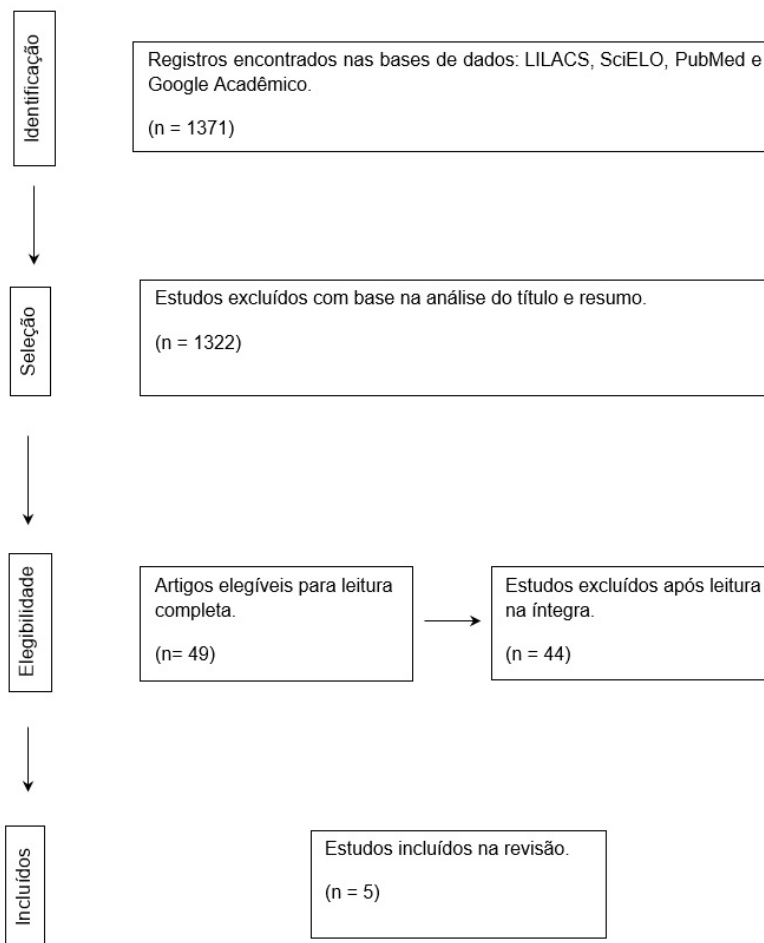 Identificação
Registros encontrados nas bases de dados: LILACS, SciELO, PubMed e
Google Acadêmico.
(n = 1371)
Seleção
Estudos excluídos com base na análise do título e resumo.
(n = 1322)
Elegibilidade
Artigos elegíveis para leitura
completa.
(n= 49)
Estudos excluídos após leitura
na íntegra.
(n = 44)
Incluídos
Estudos incluídos na revisão.
(n = 5)